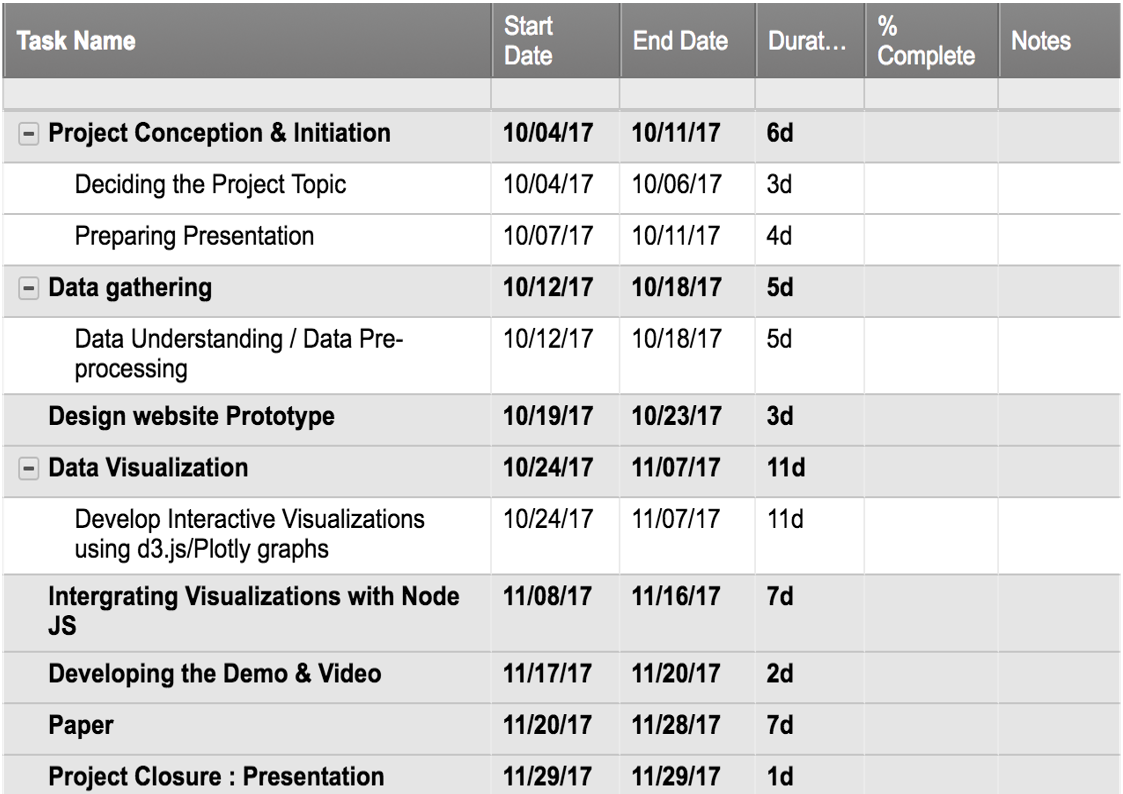 Task Name Start Date End Date Durat... % Complete Notes
Project Conception & Initiation 10/04/17 10/11/17 6d
Deciding the Project Topic 10/04/17 10/06/17 3d
Preparing Presentation 10/07/17 10/11/17 4d
Data gathering 10/12/17 10/18/17 5d
Data Understanding / Data Pre- 10/12/17 10/18/17 5d
processing
Design website Prototype 10/19/17 10/23/17 3d
Data Visualization 10/24/17 11/07/17 11d
Develop Interactive Visualizations 10/24/17 11/07/17 11d
using d3.js/Plotly graphs
Intergrating Visualizations with Node 11/08/17 11/16/17 7d
JS
Developing the Demo & Video 11/17/17 11/20/17 2d
Paper 11/20/17 11/28/17 7d
Project Closure : Presentation 11/29/17 11/29/17 1d